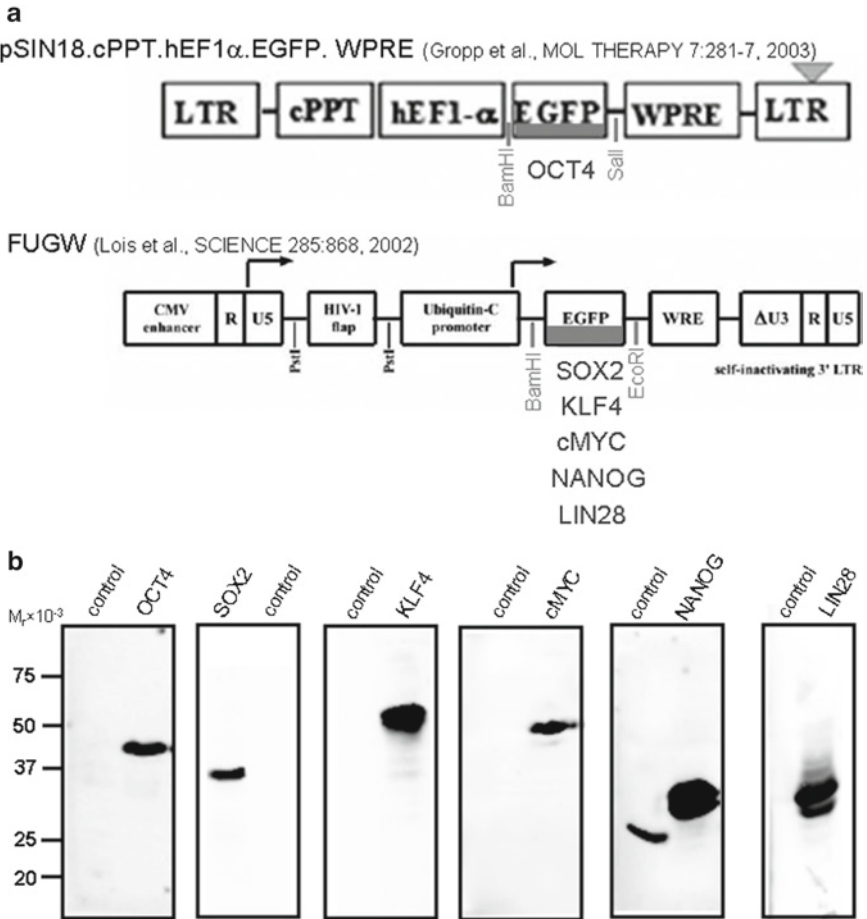 a
pSIN18.cPPT.hEF1α.EGFP. WPRE (Gropp et al., MOL THERAPY 7:281-7, 2003)
LTR cPPT hEF1-α EGFP WPRE LTR
BamHI OCT4 SalI
FUGW (Lois et al., SCIENCE 285:868, 2002)
CMV enhancer R U5 HIV-1 flap Ubiquitin-C promoter EGFP WRE ΔU3 R U5
PstI PstI BamHI EcoRI self-inactivating 3' LTR
SOX2
KLF4
cMYC
NANOG
LIN28
b
control OCT4 SOX2 control control KLF4 control cMYC control NANOG control LIN28
Mr×10-3
75
50
37
25
20